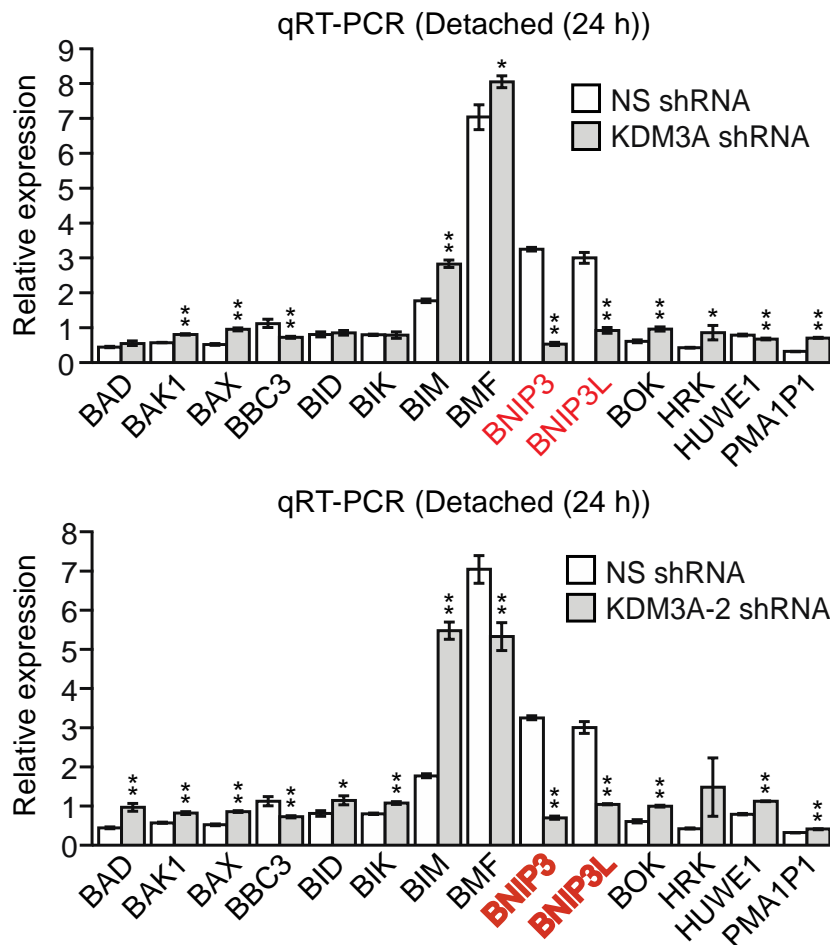 qRT-PCR (Detached (24 h))
Relative expression
9
8
7
6
5
4
3
2
1
0
NS shRNA
KDM3A shRNA
** ** ** ** * ** ** ** * ** **
BAD BAK1 BAX BBC3 BID BIK BIM BMF BNIP3 BNIP3L BOK HRK HUWE1 PMA1P1
qRT-PCR (Detached (24 h))
Relative expression
8
7
6
5
4
3
2
1
0
NS shRNA
KDM3A-2 shRNA
** ** ** ** * ** ** ** ** ** ** ** **
BAD BAK1 BAX BBC3 BID BIK BIM BMF BNIP3 BNIP3L BOK HRK HUWE1 PMA1P1